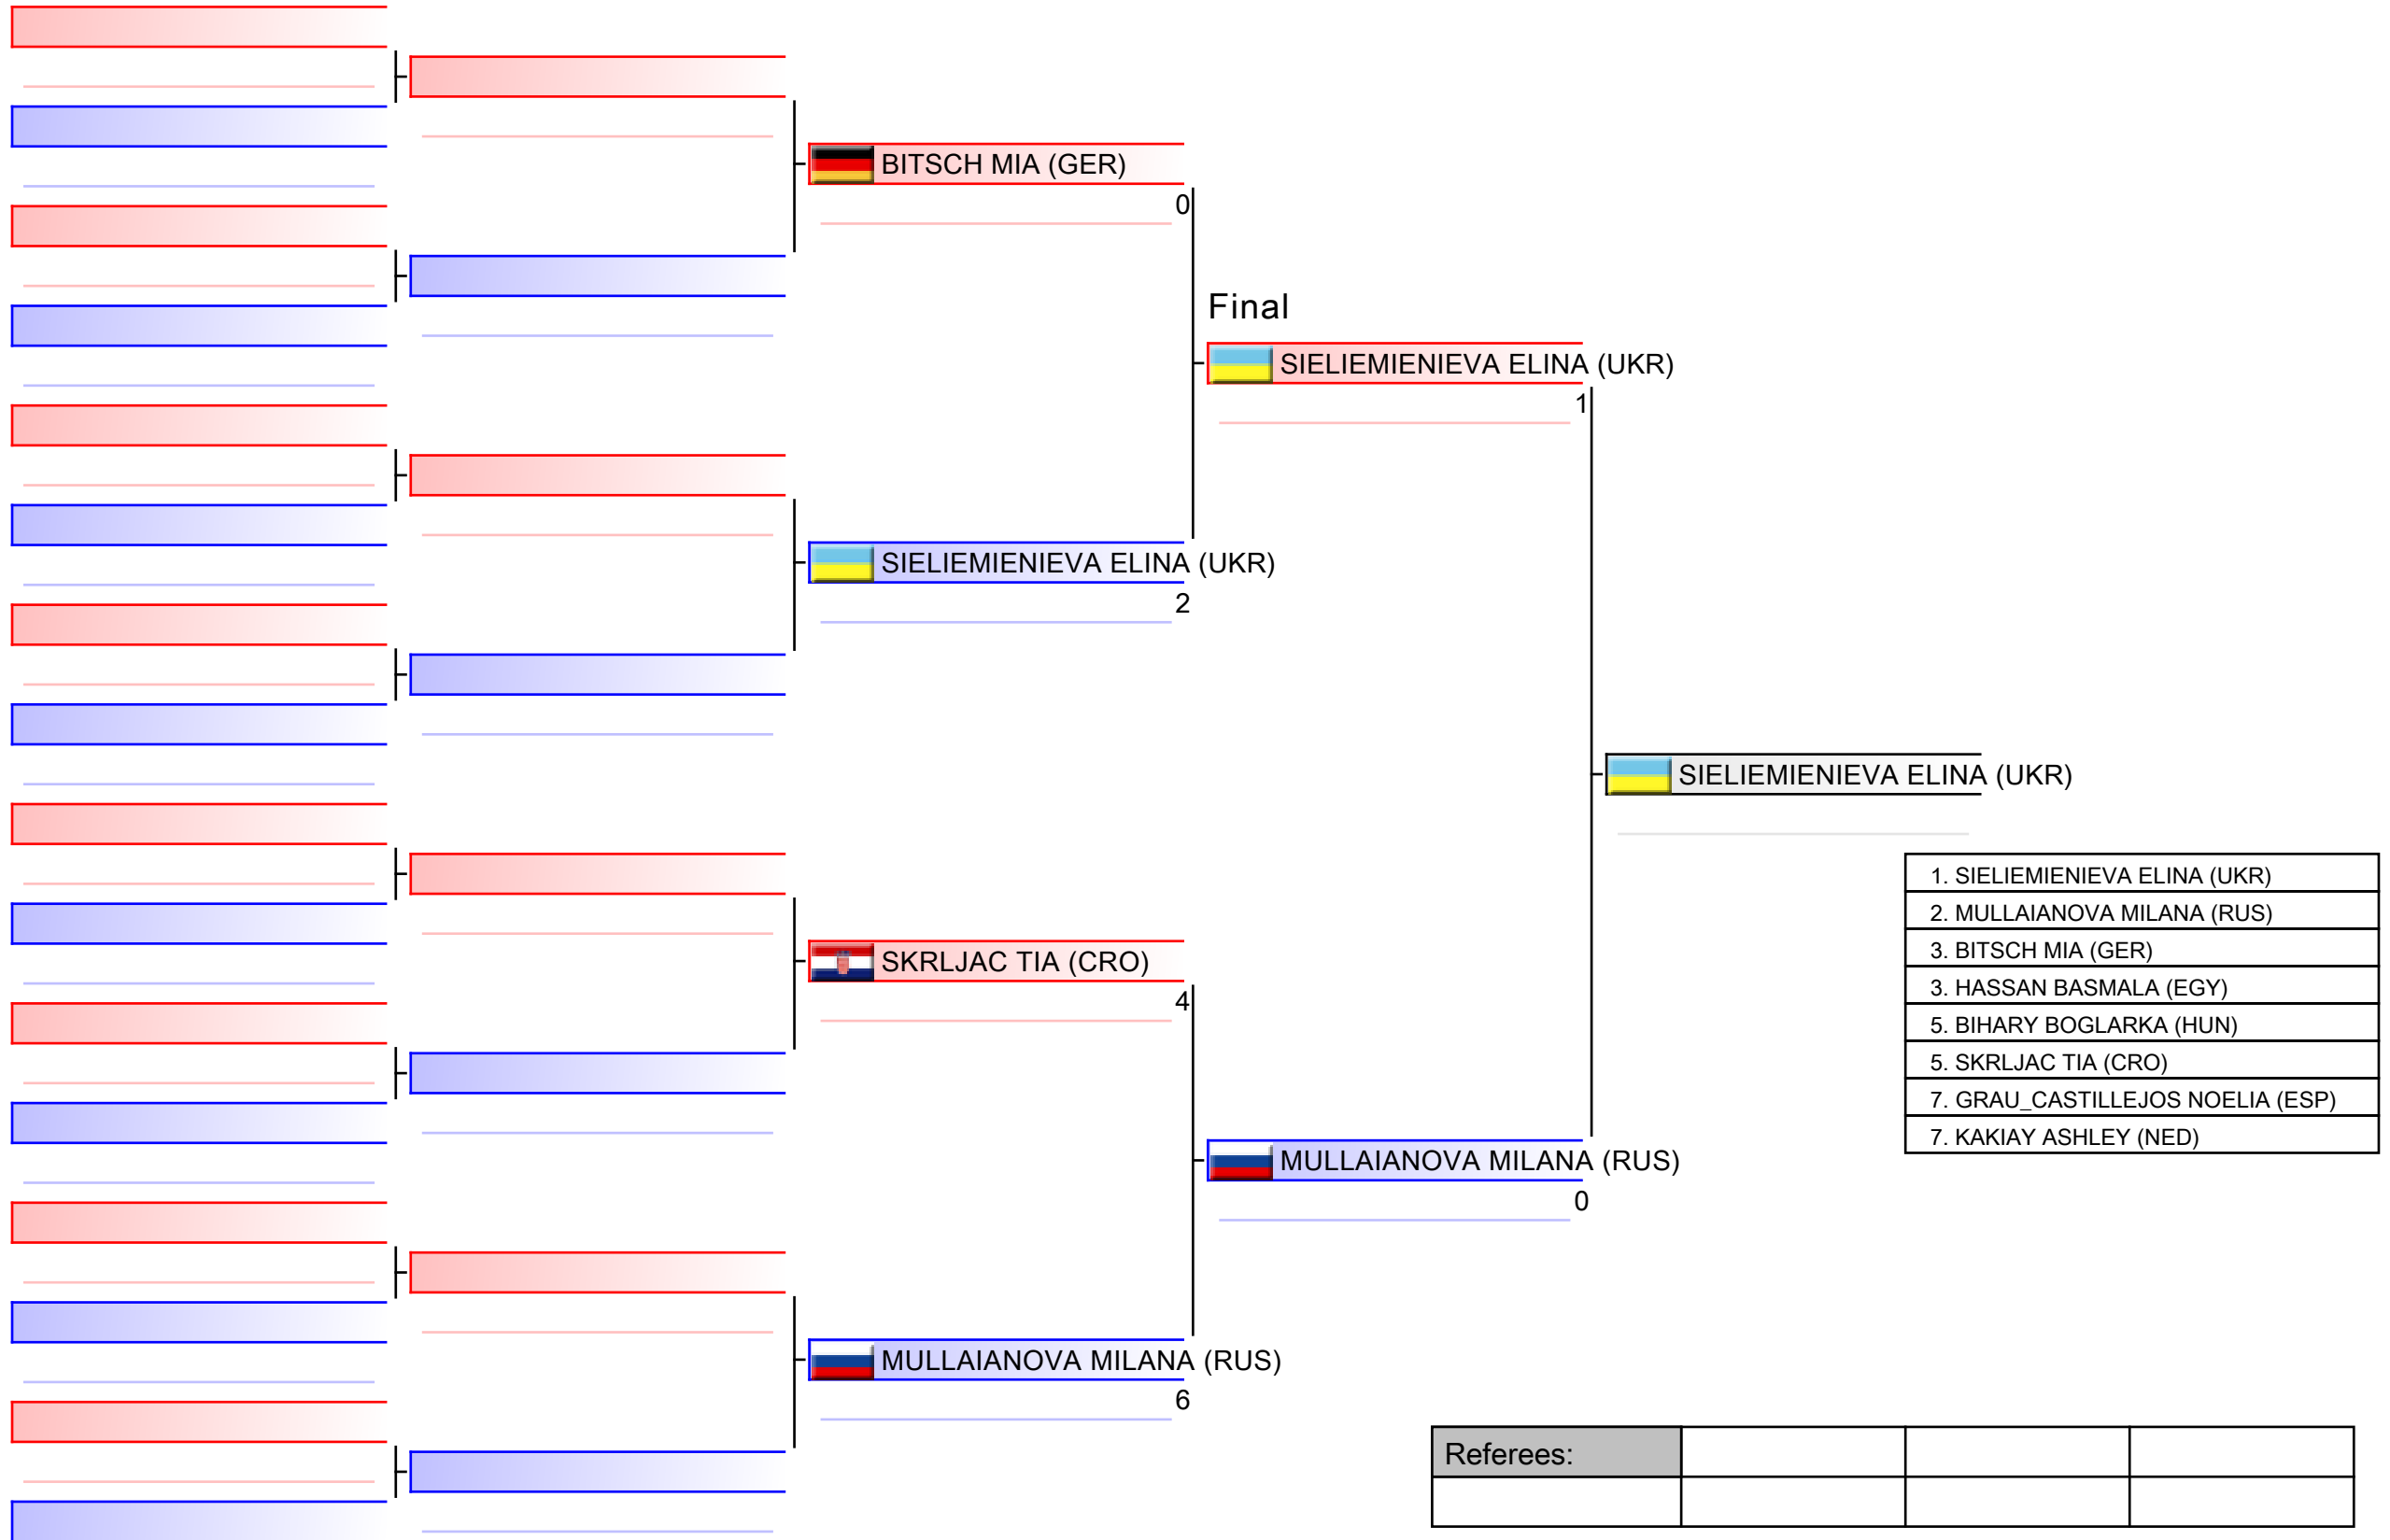 BITSCH MIA (GER)
0
Final
SIELIEMIENIEVA ELINA (UKR)
1
SIELIEMIENIEVA ELINA (UKR)
2
SIELIEMIENIEVA ELINA (UKR)
SKRLJAC TIA (CRO)
4
MULLAIANOVA MILANA (RUS)
0
MULLAIANOVA MILANA (RUS)
6
1. SIELIEMIENIEVA ELINA (UKR)
2. MULLAIANOVA MILANA (RUS)
3. BITSCH MIA (GER)
3. HASSAN BASMALA (EGY)
5. BIHARY BOGLARKA (HUN)
5. SKRLJAC TIA (CRO)
7. GRAU_CASTILLEJOS NOELIA (ESP)
7. KAKIAY ASHLEY (NED)
Referees: